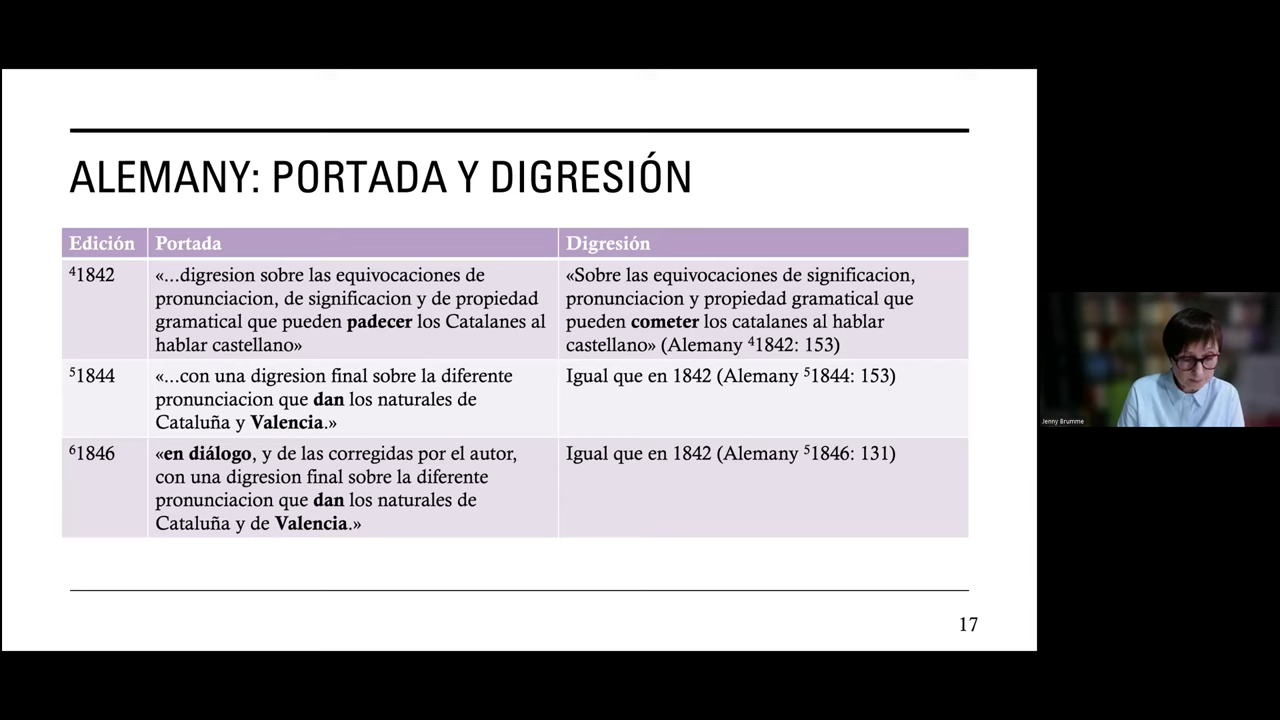 ALEMANY: PORTADA Y DIGRESIÓN
Edición
Portada
Digresión
⁴1842
«...digresion sobre las equivocaciones de
pronunciacion, de significacion y de propiedad
gramatical que pueden padecer los Catalanes al
hablar castellano»
«Sobre las equivocaciones de significacion,
pronunciacion y propiedad gramatical que
pueden cometer los catalanes al hablar
castellano» (Alemany ⁴1842: 153)
⁵1844
«...con una digresion final sobre la diferente
pronunciacion que dan los naturales de
Cataluña y Valencia.»
Igual que en 1842 (Alemany ⁵1844: 153)
⁶1846
«en diálogo, y de las corregidas por el autor,
con una digresion final sobre la diferente
pronunciacion que dan los naturales de
Cataluña y de Valencia.»
Igual que en 1842 (Alemany ⁵1846: 131)
17
Jenny Brumme